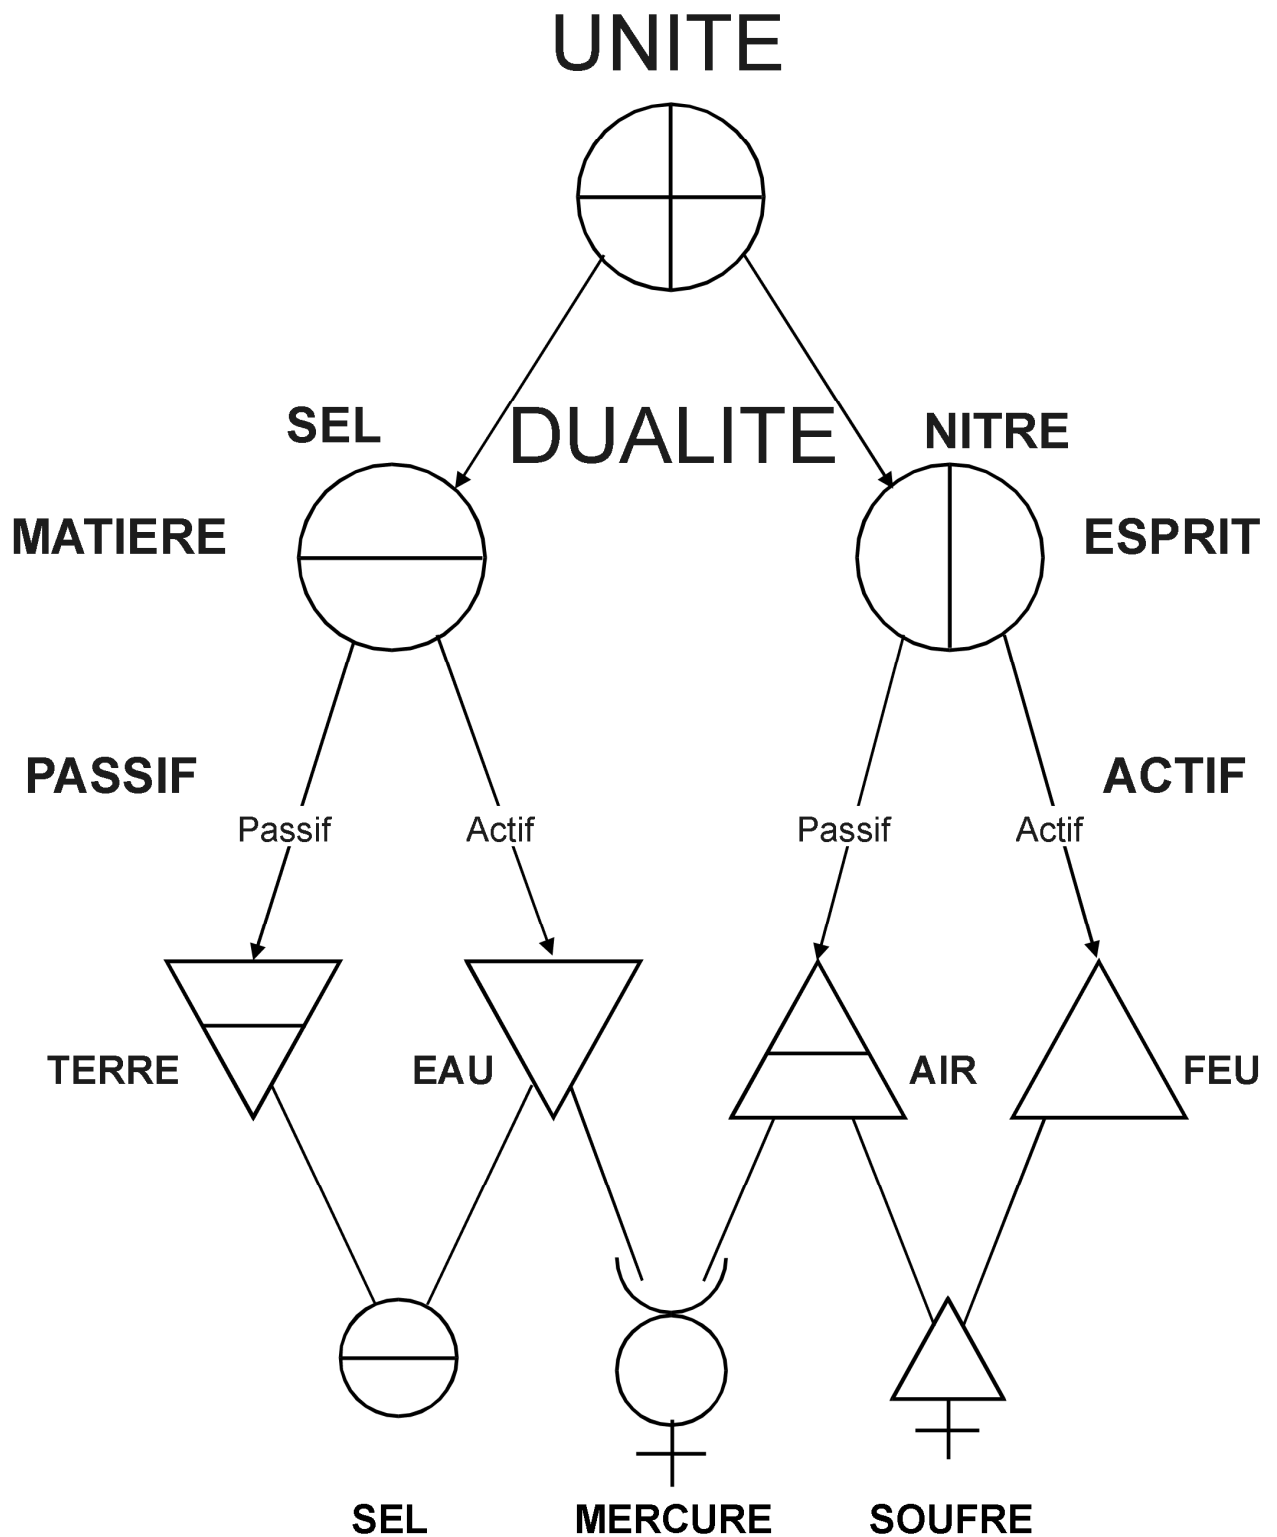 UNITE
SEL
DUALITE
NITRE
MATIERE
ESPRIT
PASSIF
ACTIF
Passif
Actif
Passif
Actif
TERRE
EAU
AIR
FEU
SEL
MERCURE
SOUFRE